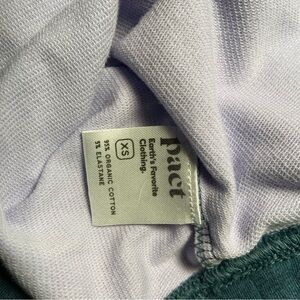 pact
Earth's Favorite
Clothing.
XS
95% ORGANIC COTTON
5% ELASTANE